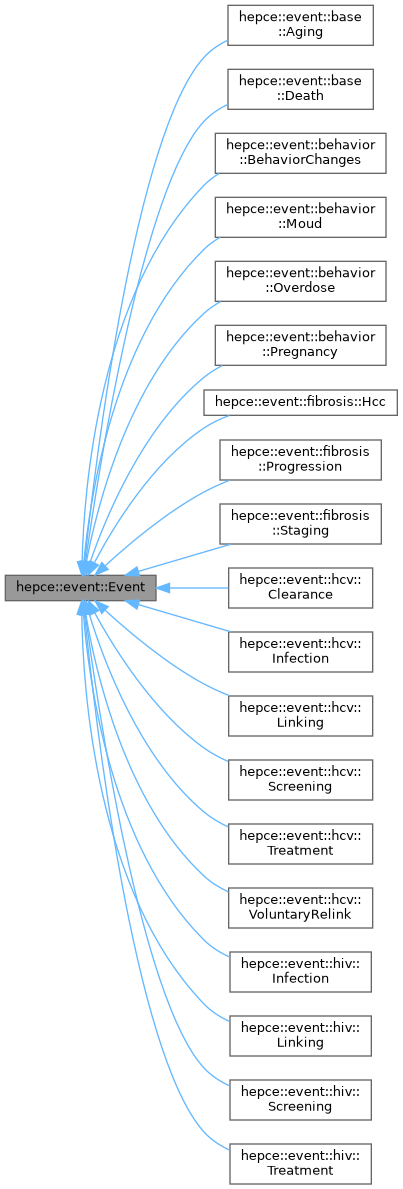 hepce::event::base
::Aging
hepce::event::base
::Death
hepce::event::behavior
::BehaviorChanges
hepce::event::behavior
::Moud
hepce::event::behavior
::Overdose
hepce::event::behavior
::Pregnancy
hepce::event::fibrosis::Hcc
hepce::event::fibrosis
::Progression
hepce::event::fibrosis
::Staging
hepce::event::Event
hepce::event::hcv::
Clearance
hepce::event::hcv::
Infection
hepce::event::hcv::
Linking
hepce::event::hcv::
Screening
hepce::event::hcv::
Treatment
hepce::event::hcv::
VoluntaryRelink
hepce::event::hiv::
Infection
hepce::event::hiv::
Linking
hepce::event::hiv::
Screening
hepce::event::hiv::
Treatment